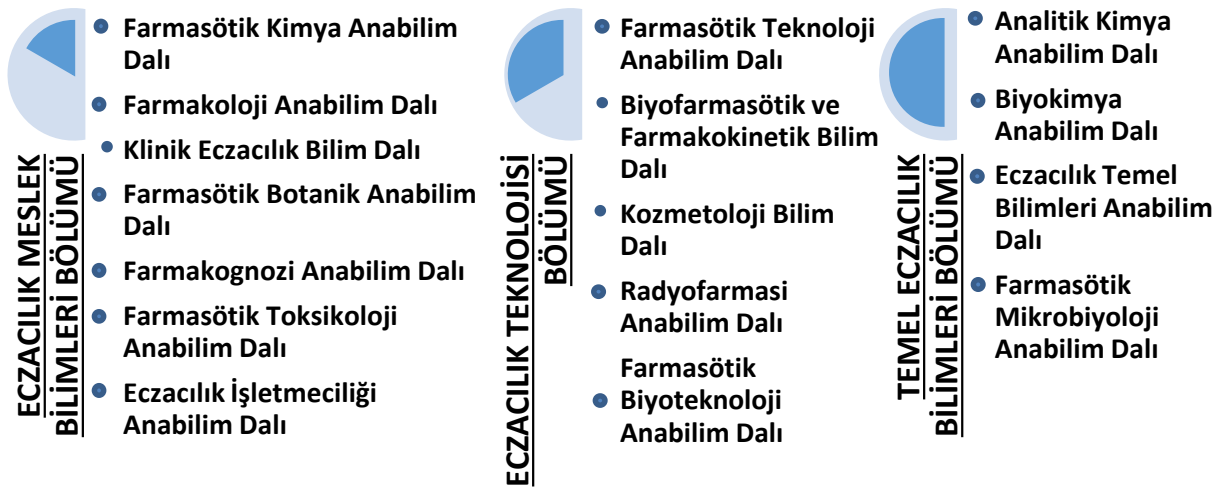 ECZACILIK MESLEK
BİLİMLERİ BÖLÜMÜ
Farmasötik Kimya Anabilim
Dalı
Farmakoloji Anabilim Dalı
Klinik Eczacılık Bilim Dalı
Farmasötik Botanik Anabilim
Dalı
Farmakognozi Anabilim Dalı
Farmasötik Toksikoloji
Anabilim Dalı
Eczacılık İşletmeciliği
Anabilim Dalı
ECZACILIK TEKNOLOJİSİ
BÖLÜMÜ
Farmasötik Teknoloji
Anabilim Dalı
Biyofarmasötik ve
Farmakokinetik Bilim
Dalı
Kozmetoloji Bilim
Dalı
Radyofarmasi
Anabilim Dalı
Farmasötik
Biyoteknoloji
Anabilim Dalı
TEMEL ECZACILIK
BİLİMLERİ BÖLÜMÜ
Analitik Kimya
Anabilim Dalı
Biyokimya
Anabilim Dalı
Eczacılık Temel
Bilimleri Anabilim
Dalı
Farmasötik
Mikrobiyoloji
Anabilim Dalı